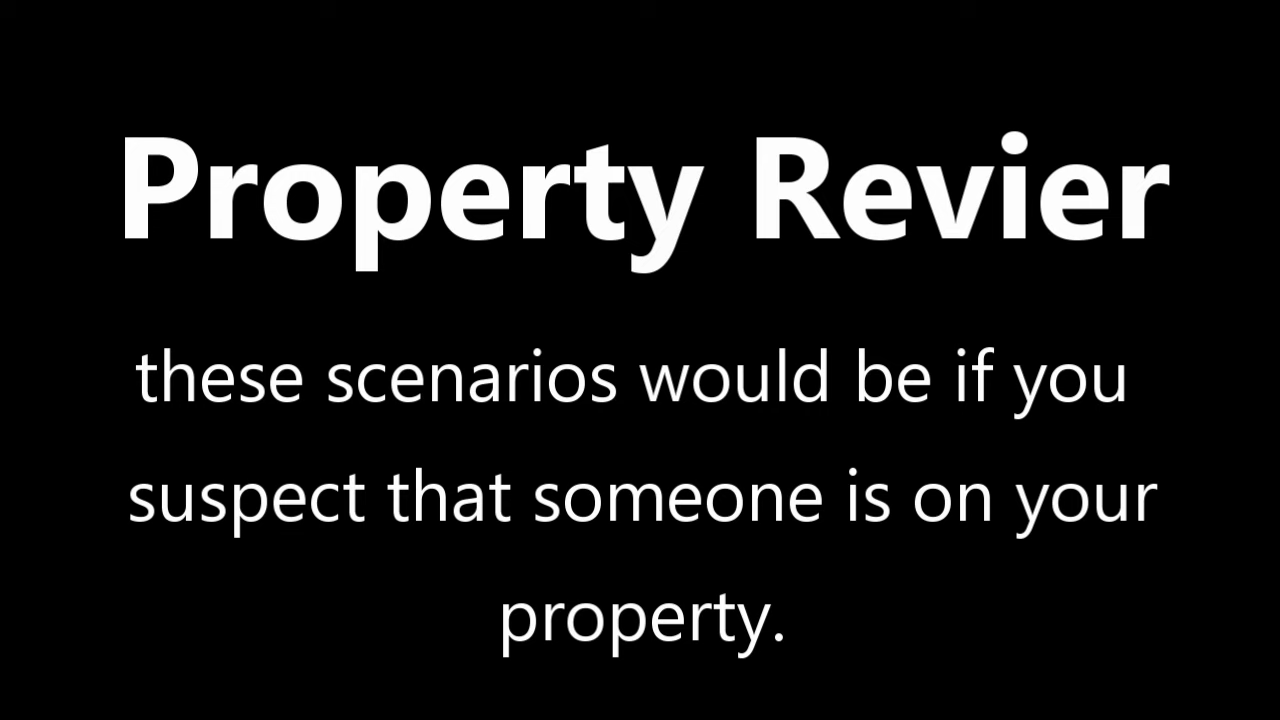 Property Revier
these scenarios would be if you
suspect that someone is on your
property.